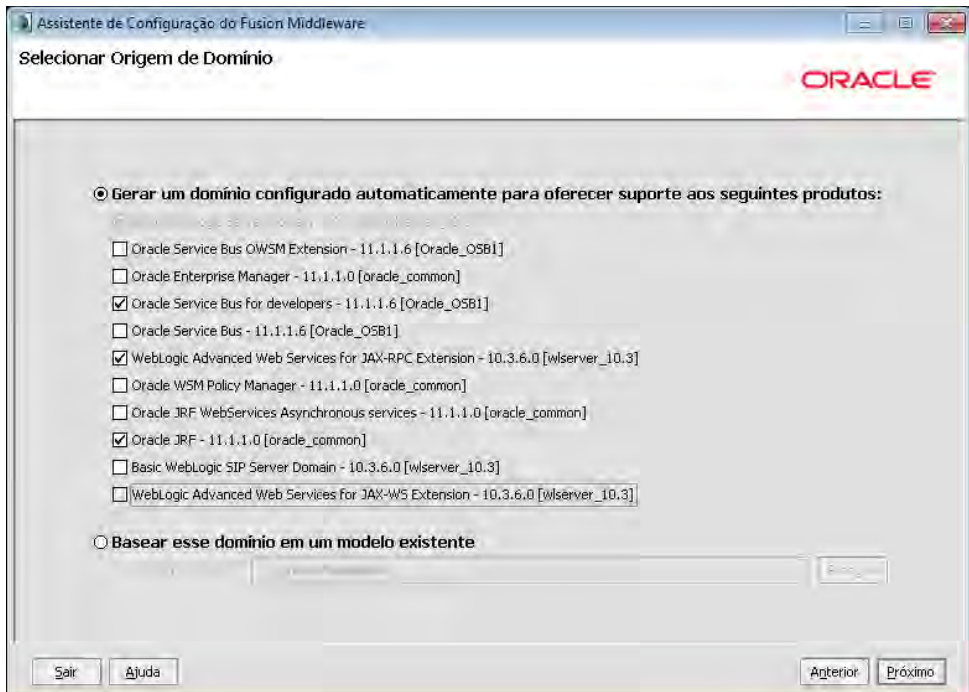 Assistente de Configuração do Fusion Middleware
Selecionar Origem de Domínio
ORACLE
Gerar um domínio configurado automaticamente para oferecer suporte aos seguintes produtos:
Oracle Service Bus OWSM Extension - 11.1.1.6 [Oracle_OSB1]
Oracle Enterprise Manager - 11.1.1.0 [oracle_common]
Oracle Service Bus for developers - 11.1.1.6 [Oracle_OSB1]
Oracle Service Bus - 11.1.1.6 [Oracle_OSB1]
WebLogic Advanced Web Services for JAX-RPC Extension - 10.3.6.0 [wlserver_10.3]
Oracle WSM Policy Manager - 11.1.1.0 [oracle_common]
Oracle JRF WebServices Asynchronous services - 11.1.1.0 [oracle_common]
Oracle JRF - 11.1.1.0 [oracle_common]
Basic WebLogic SIP Server Domain - 10.3.6.0 [wlserver_10.3]
WebLogic Advanced Web Services for JAX-WS Extension - 10.3.6.0 [wlserver_10.3]
Basear esse domínio em um modelo existente
Sair Ajuda Anterior Próximo